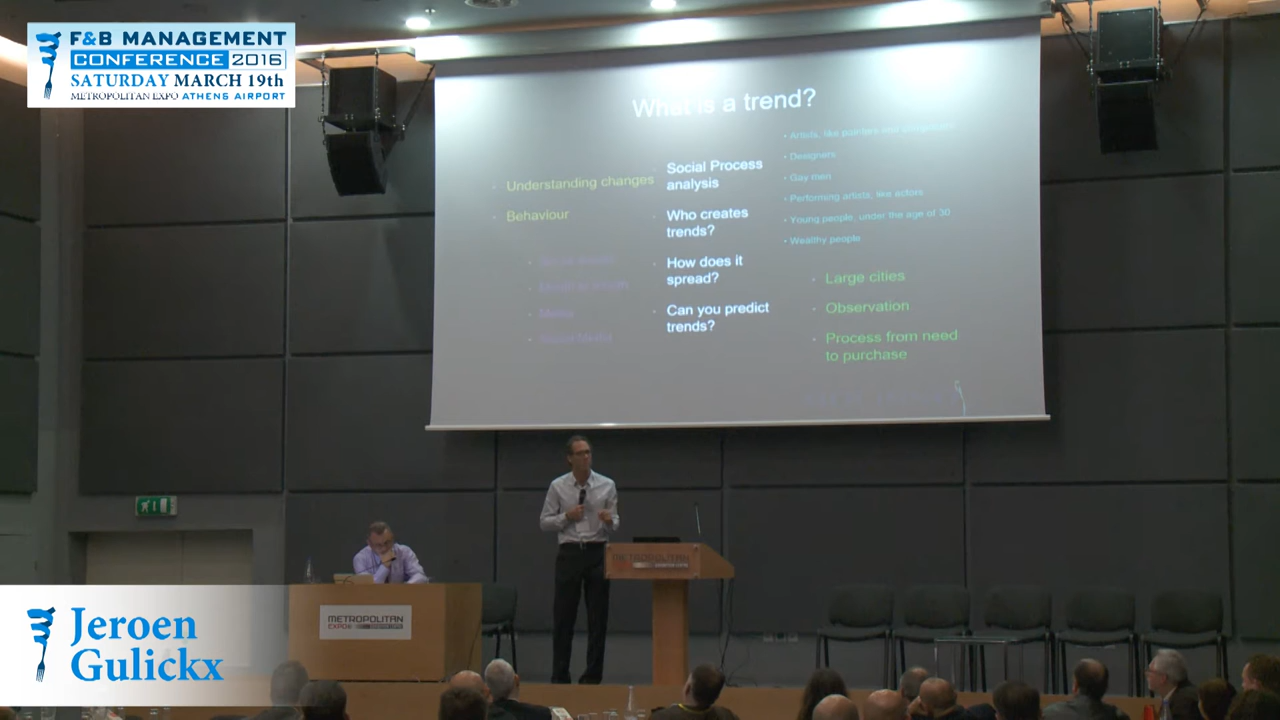 F&B MANAGEMENT
CONFERENCE 2016
SATURDAY MARCH 19th
METROPOLITAN EXPO ATHENS AIRPORT
What is a trend?
Understanding changes
Behaviour
Media
Social Process
analysis
Who creates
trends?
How does it
spread?
Can you predict
trends?
Artists, like painters
Designers
Gay men
Performing artists, like actors
Young people, under the age of 30
Wealthy people
Large cities
Observation
Process from need
to purchase
METROPOLITAN
METROPOLITAN
EXPO
Jeroen
Gulickx